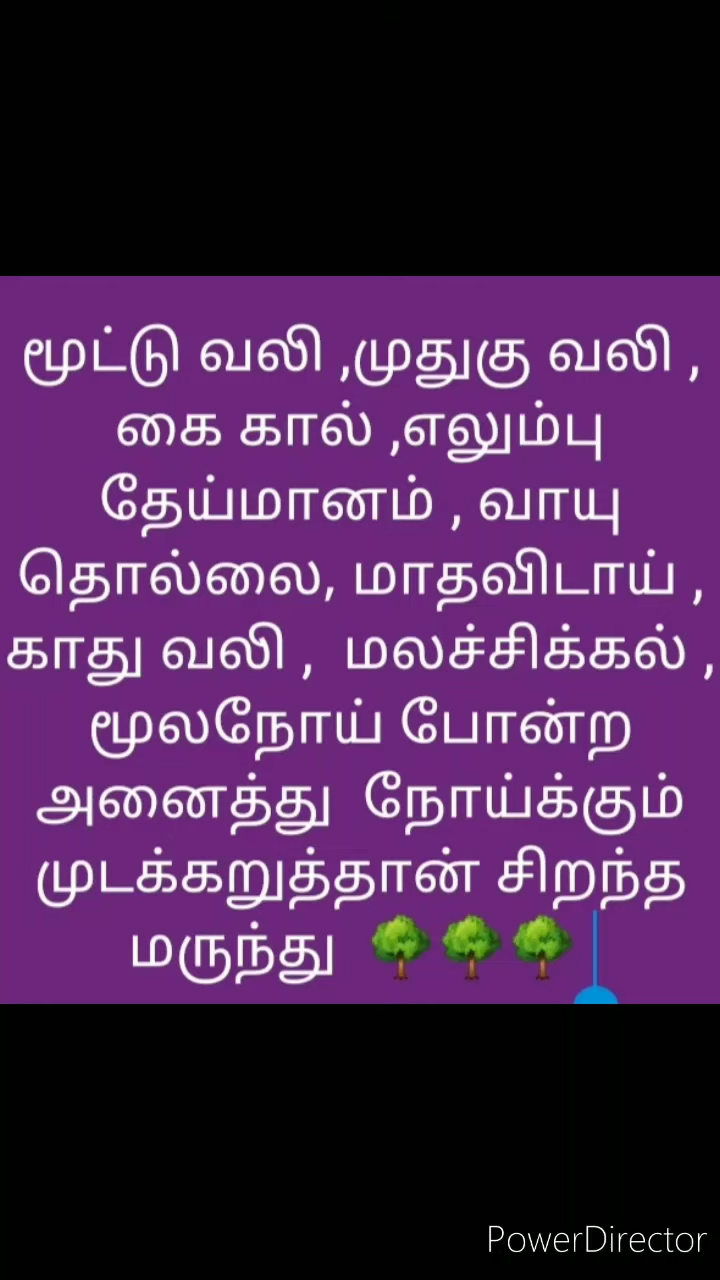 மூட்டு வலி ,முதுகு வலி ,
கை கால் ,எலும்பு
தேய்மானம் , வாயு
தொல்லை, மாதவிடாய் ,
காது வலி ,  மலச்சிக்கல் ,
மூலநோய் போன்ற
அனைத்து  நோய்க்கும்
முடக்கறுத்தான் சிறந்த
மருந்து 🌳🌳🌳
PowerDirector